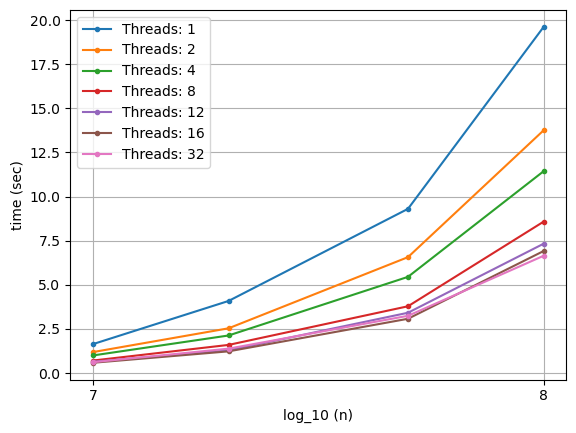 20.0
17.5
15.0
12.5
10.0
7.5
5.0
2.5
0.0
time (sec)
Threads: 1
Threads: 2
Threads: 4
Threads: 8
Threads: 12
Threads: 16
Threads: 32
7
8
log_10 (n)